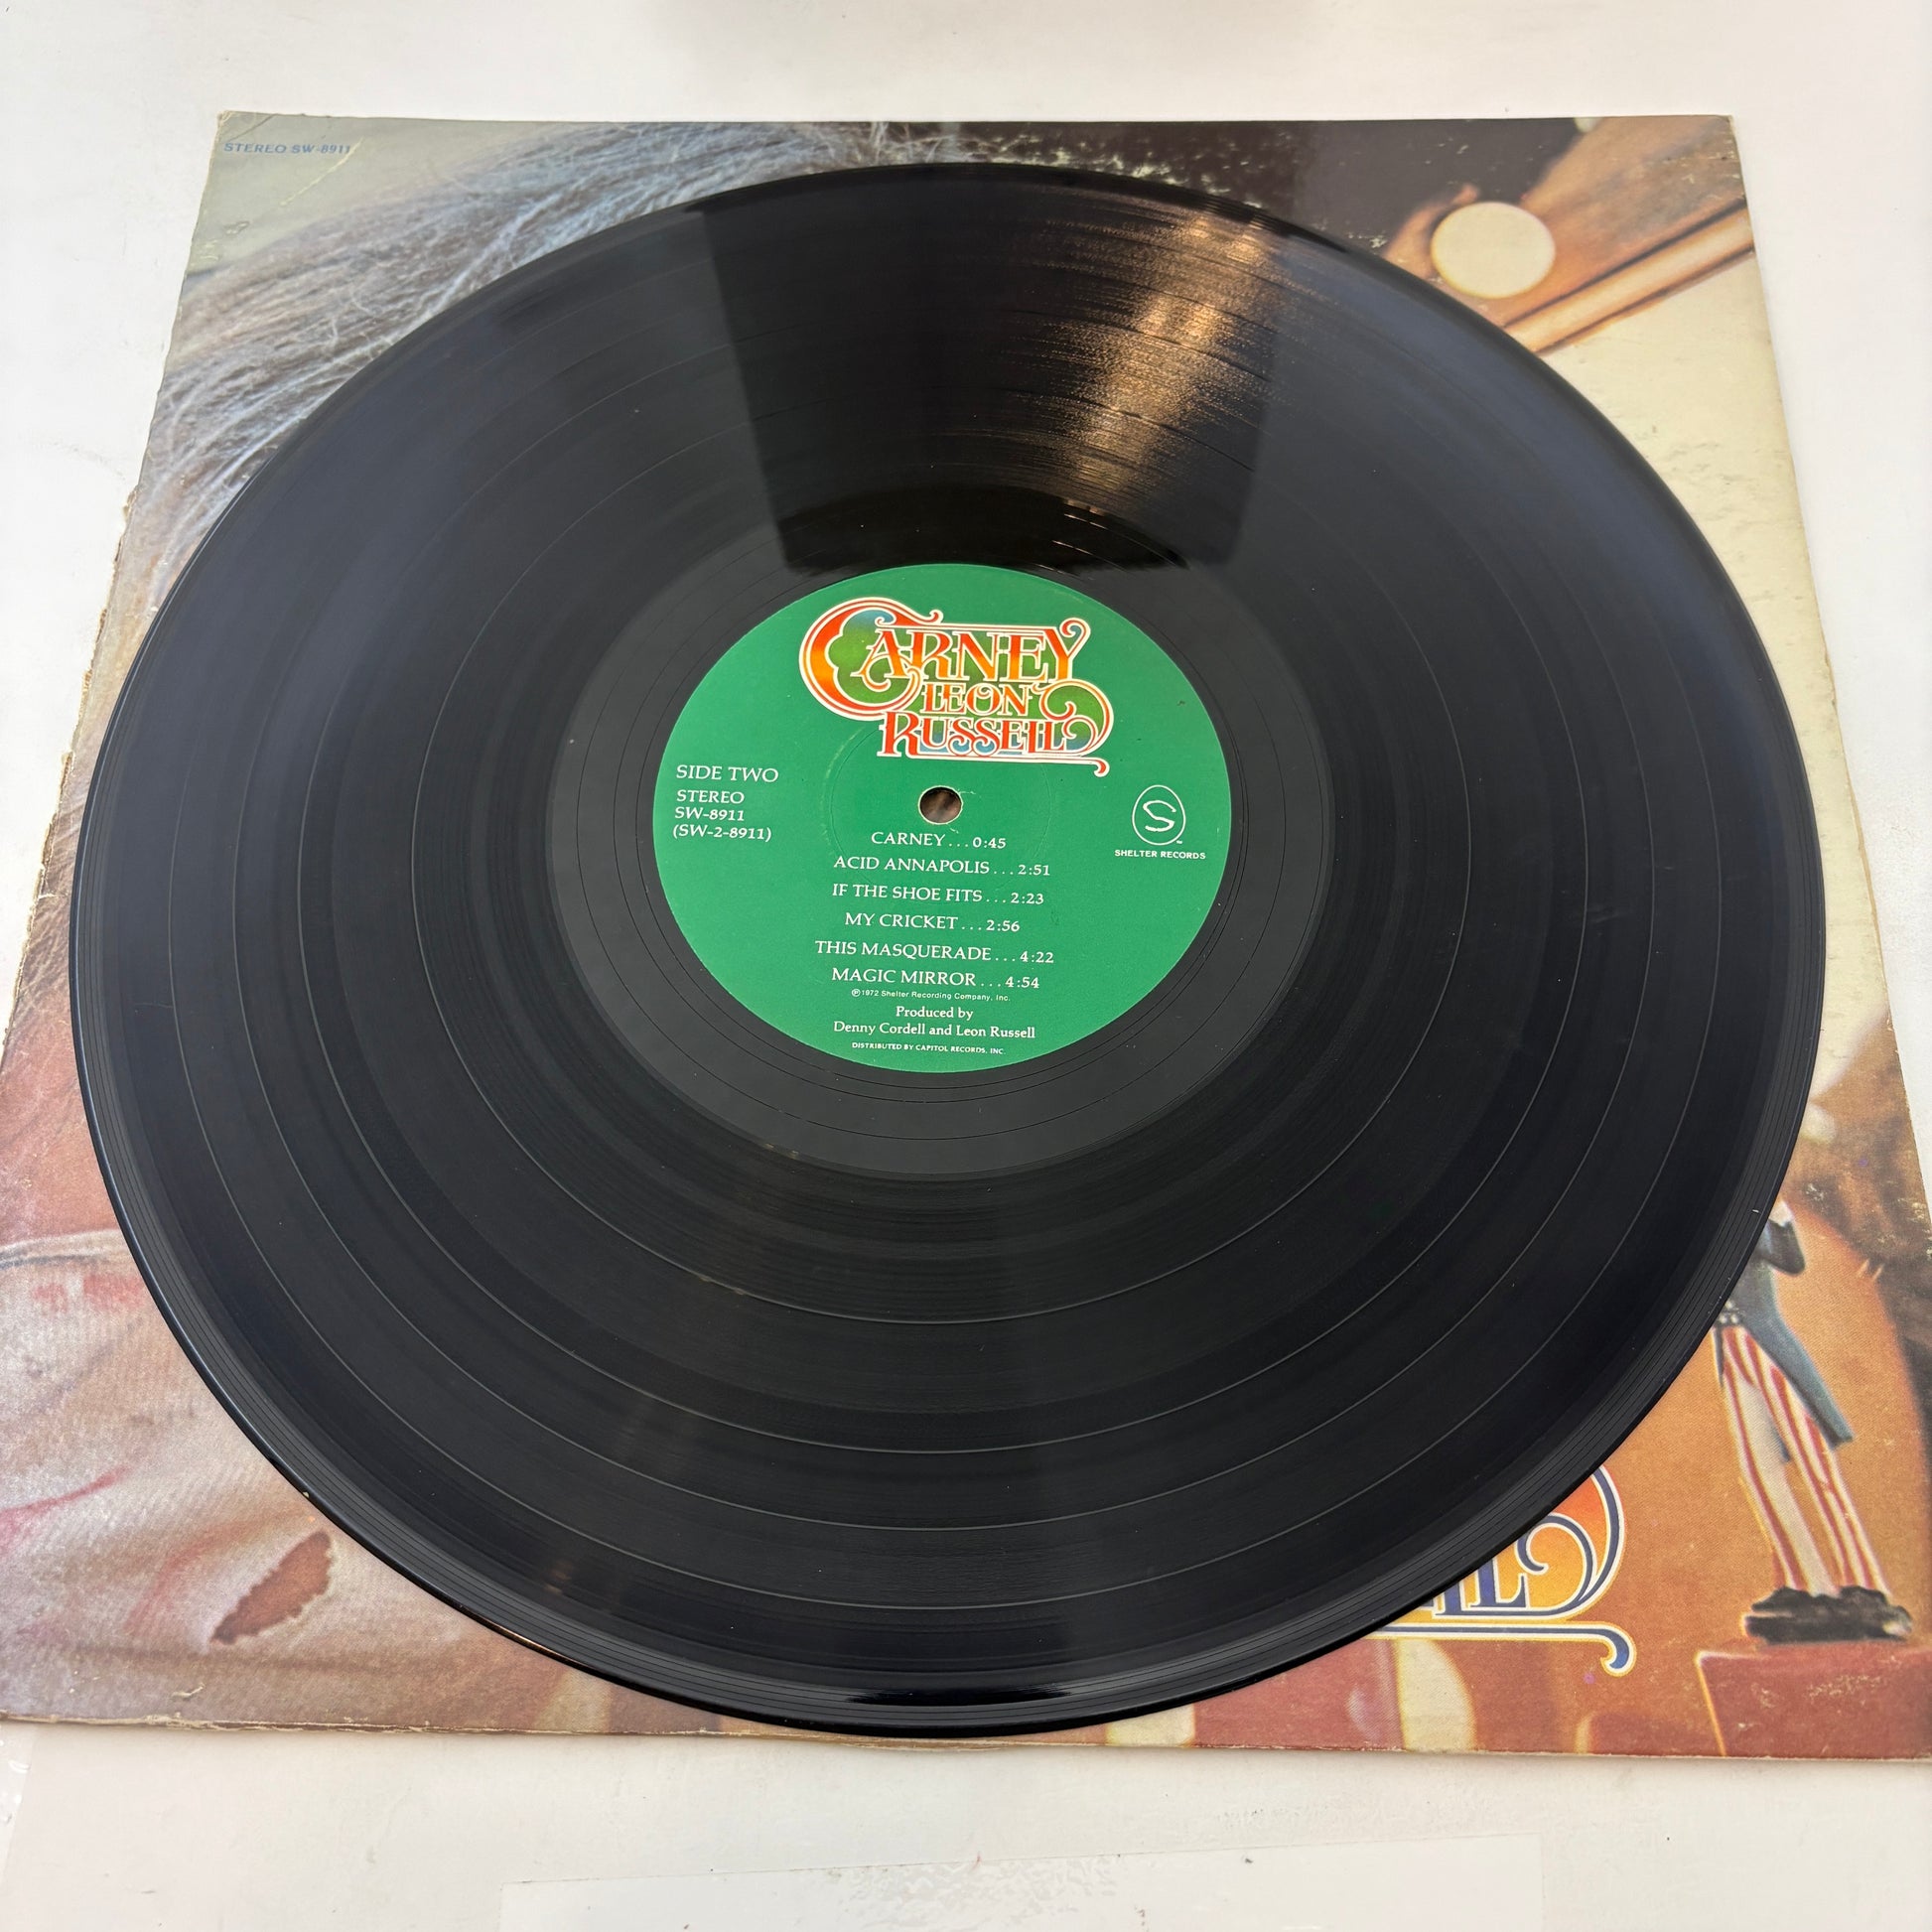 STEREO SW-8911
CARNEY
LEON
RUSSELL
SIDE TWO
STEREO
SW-8911
(SW-2-8911)
S
SHELTER RECORDS
CARNEY...0:45
ACID ANNAPOLIS...2:51
IF THE SHOE FITS...2:23
MY CRICKET...2:56
THIS MASQUERADE...4:22
MAGIC MIRROR...4:54
℗1972 Shelter Recording Company, Inc.
Produced by
Denny Cordell and Leon Russell
DISTRIBUTED BY CAPITOL RECORDS, INC.